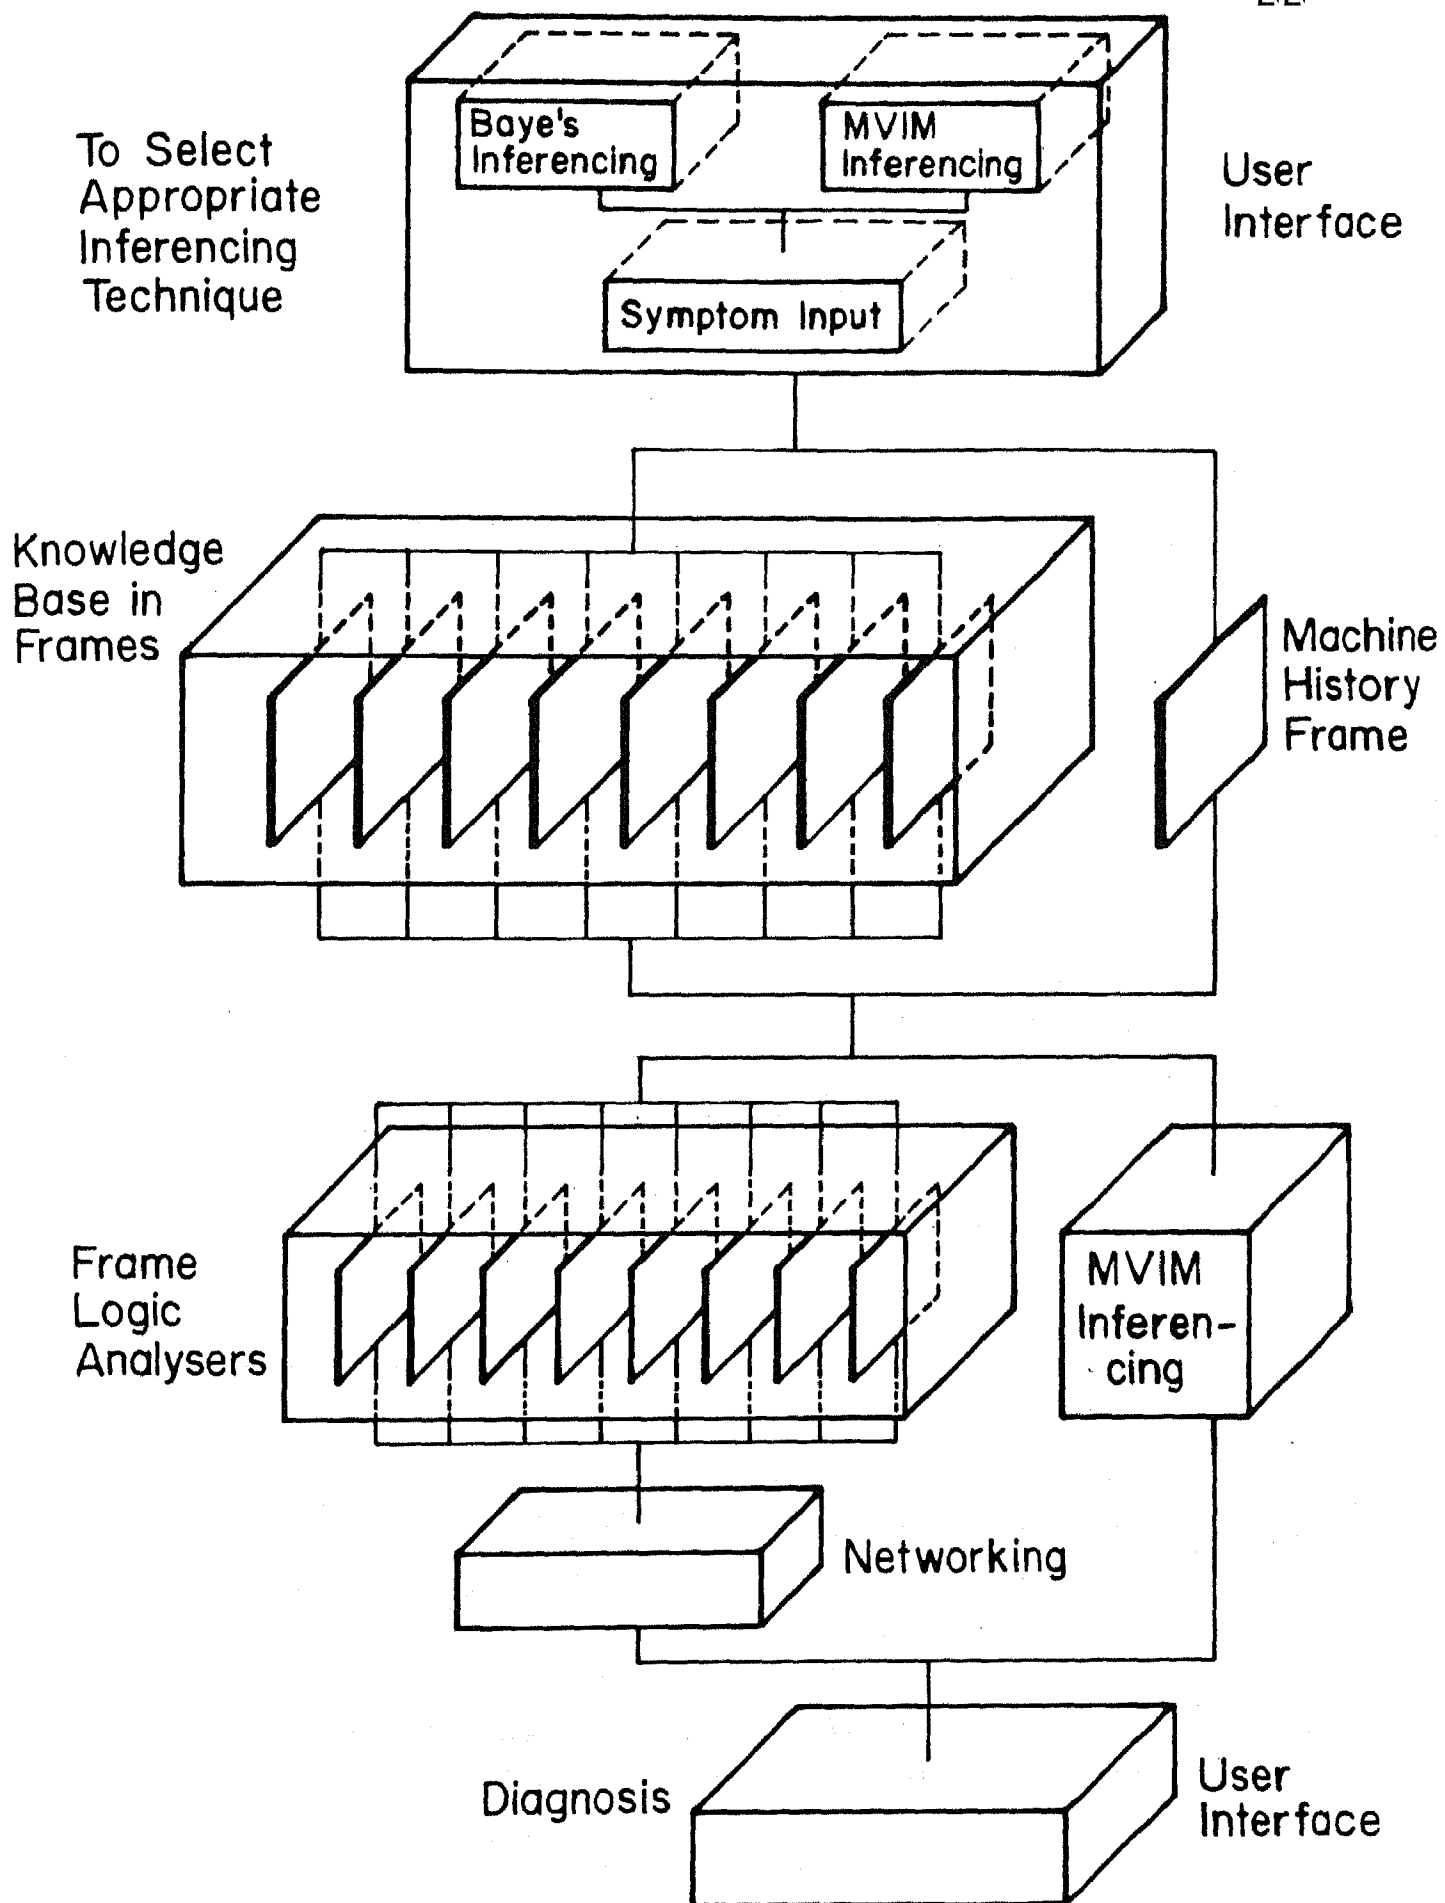 To Select
Appropriate
Inferencing
Technique
Baye's
Inferencing
MVIM
Inferencing
Symptom Input
User
Interface
Knowledge
Base in
Frames
Machine
History
Frame
Frame
Logic
Analysers
MVIM
Inferen-
cing
Networking
Diagnosis
User
Interface